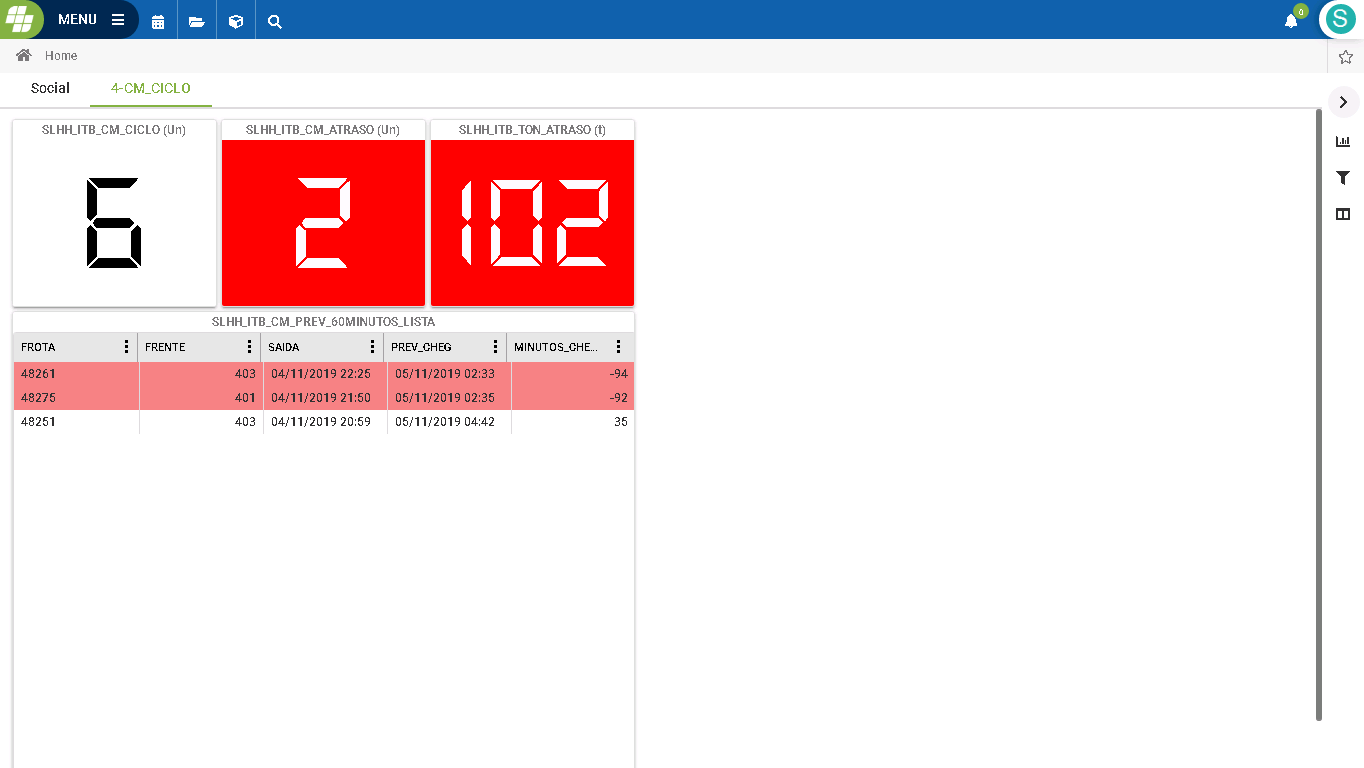 MENU
0
S
Home
Social 4-CM_CICLO
SLHH_ITB_CM_CICLO (Un) SLHH_ITB_CM_ATRASO (Un) SLHH_ITB_TON_ATRASO (t)
6 2 102
SLHH_ITB_CM_PREV_60MINUTOS_LISTA
FROTA FRENTE SAIDA PREV_CHEG MINUTOS_CHE...
48261 403 04/11/2019 22:25 05/11/2019 02:33 -94
48275 401 04/11/2019 21:50 05/11/2019 02:35 -92
48251 403 04/11/2019 20:59 05/11/2019 04:42 35